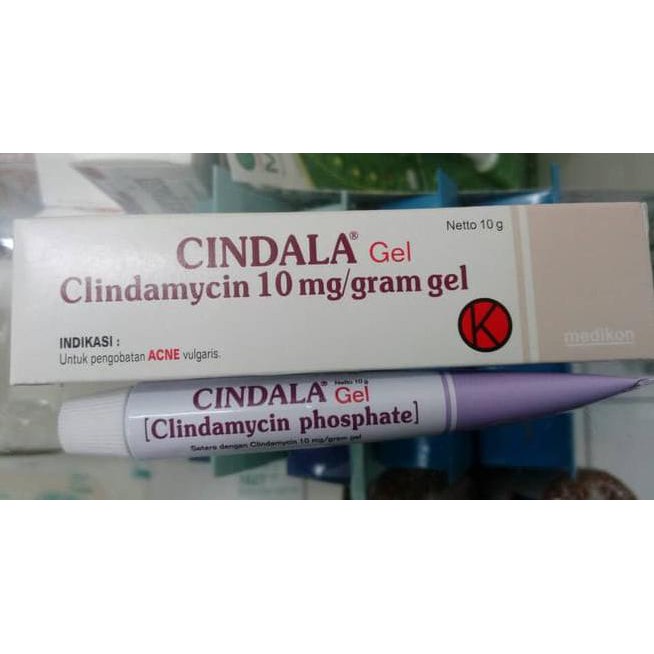 CINDALA® Gel
Netto 10 g
Clindamycin 10 mg/gram gel
INDIKASI :
Untuk pengobatan ACNE vulgaris.
K
medikon
CINDALA® Gel
Netto 10 g
[Clindamycin phosphate]
Setara dengan Clindamycin 10 mg/gram gel